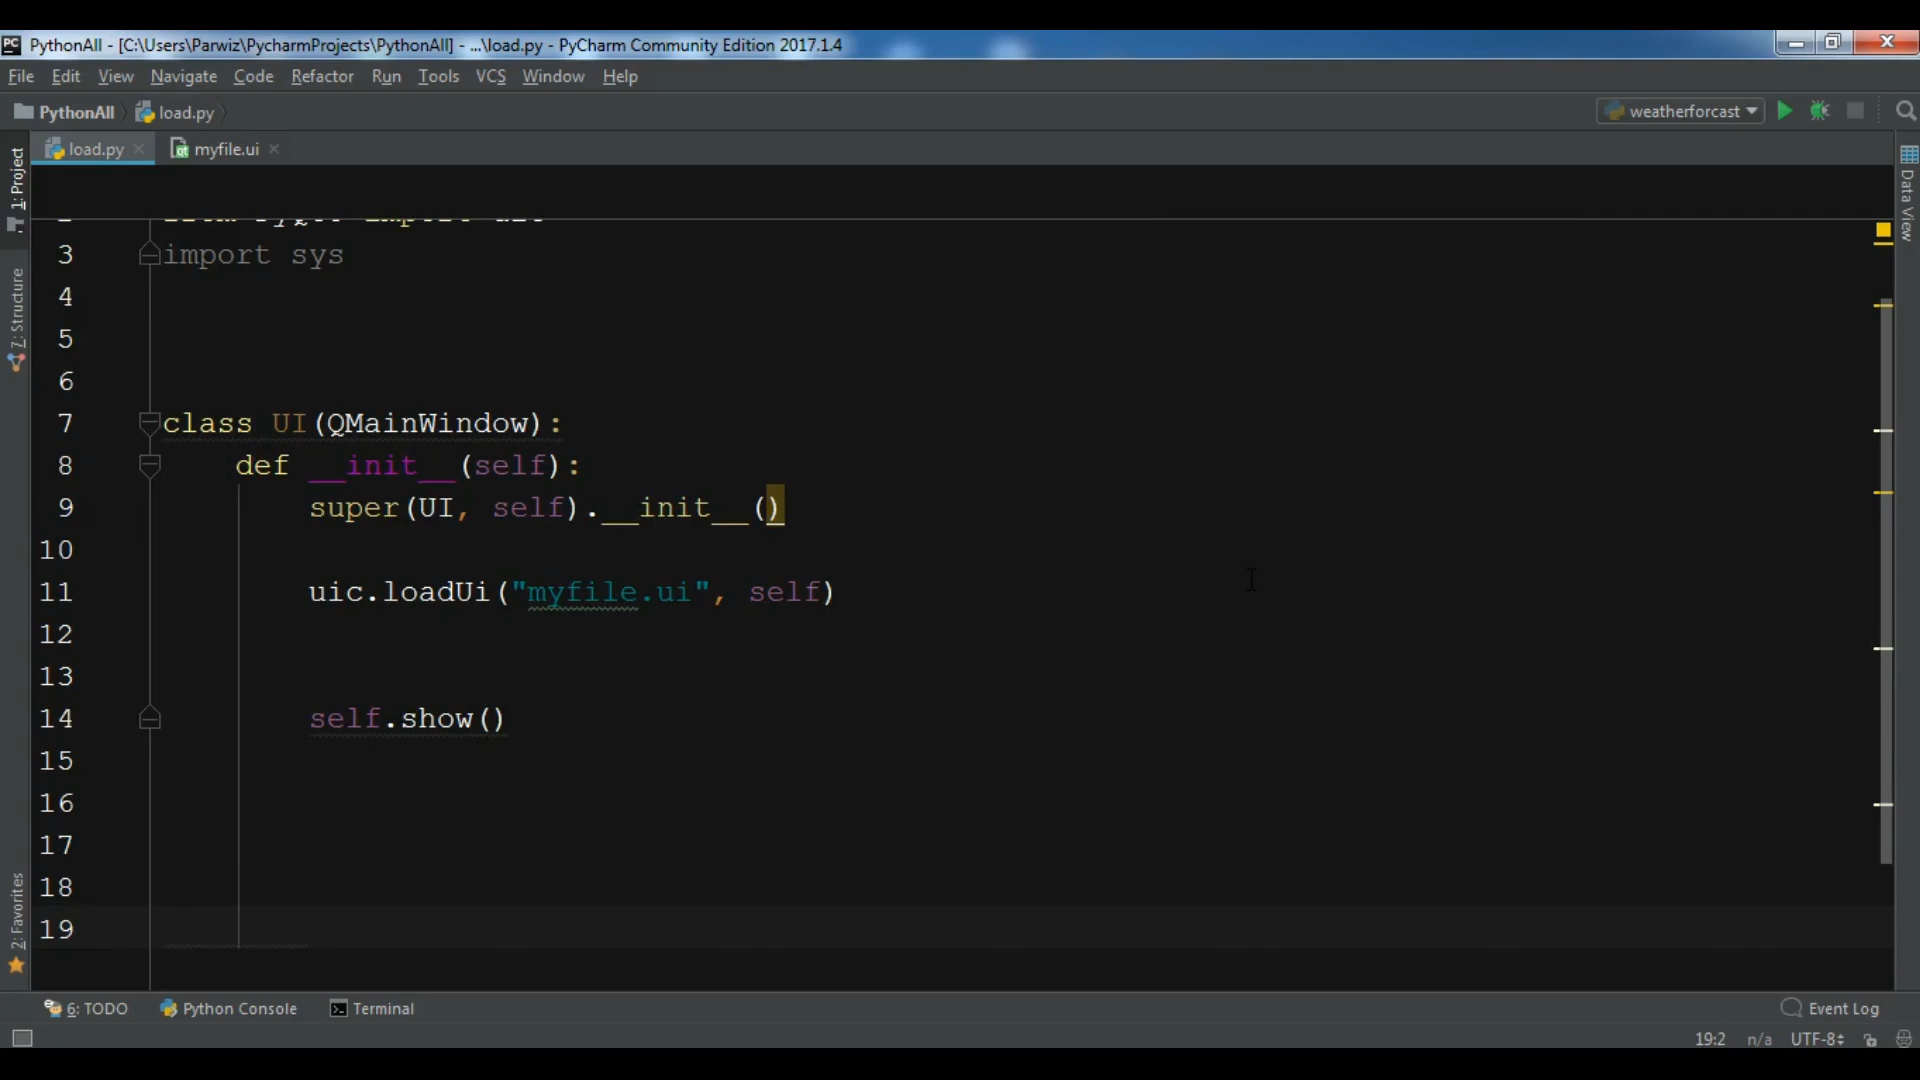 PC PythonAll - [C:\Users\Parwiz\PycharmProjects\PythonAll] - ...\load.py - PyCharm Community Edition 2017.1.4
File Edit View Navigate Code Refactor Run Tools VCS Window Help
PythonAll load.py weatherforcast
load.py myfile.ui
1: Project
7: Structure
2: Favorites
Data View
3 import sys
4
5
6
7 class UI(QMainWindow):
8 def __init__(self):
9 super(UI, self).__init__()
10
11 uic.loadUi("myfile.ui", self)
12
13
14 self.show()
15
16
17
18
19
6: TODO Python Console Terminal Event Log
19:2 n/a UTF-8